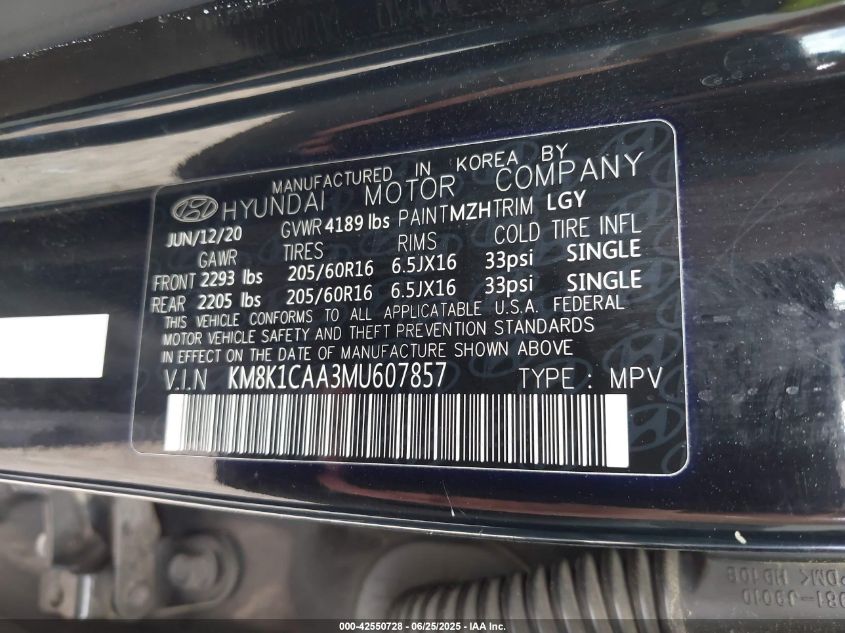 MANUFACTURED IN KOREA BY
HYUNDAI MOTOR COMPANY
JUN/12/20 GVWR 4189 lbs PAINT MZH TRIM LGY
GAWR TIRES RIMS COLD TIRE INFL
FRONT 2293 lbs 205/60R16 6.5JX16 33psi SINGLE
REAR 2205 lbs 205/60R16 6.5JX16 33psi SINGLE
THIS VEHICLE CONFORMS TO ALL APPLICATABLE U.S.A. FEDERAL
MOTOR VEHICLE SAFETY AND THEFT PREVENTION STANDARDS
IN EFFECT ON THE DATE OF MANUFACTURE SHOWN ABOVE
V.I.N KM8K1CAA3MU607857 TYPE : MPV
000-42550728 - 06/25/2025 - IAA Inc.